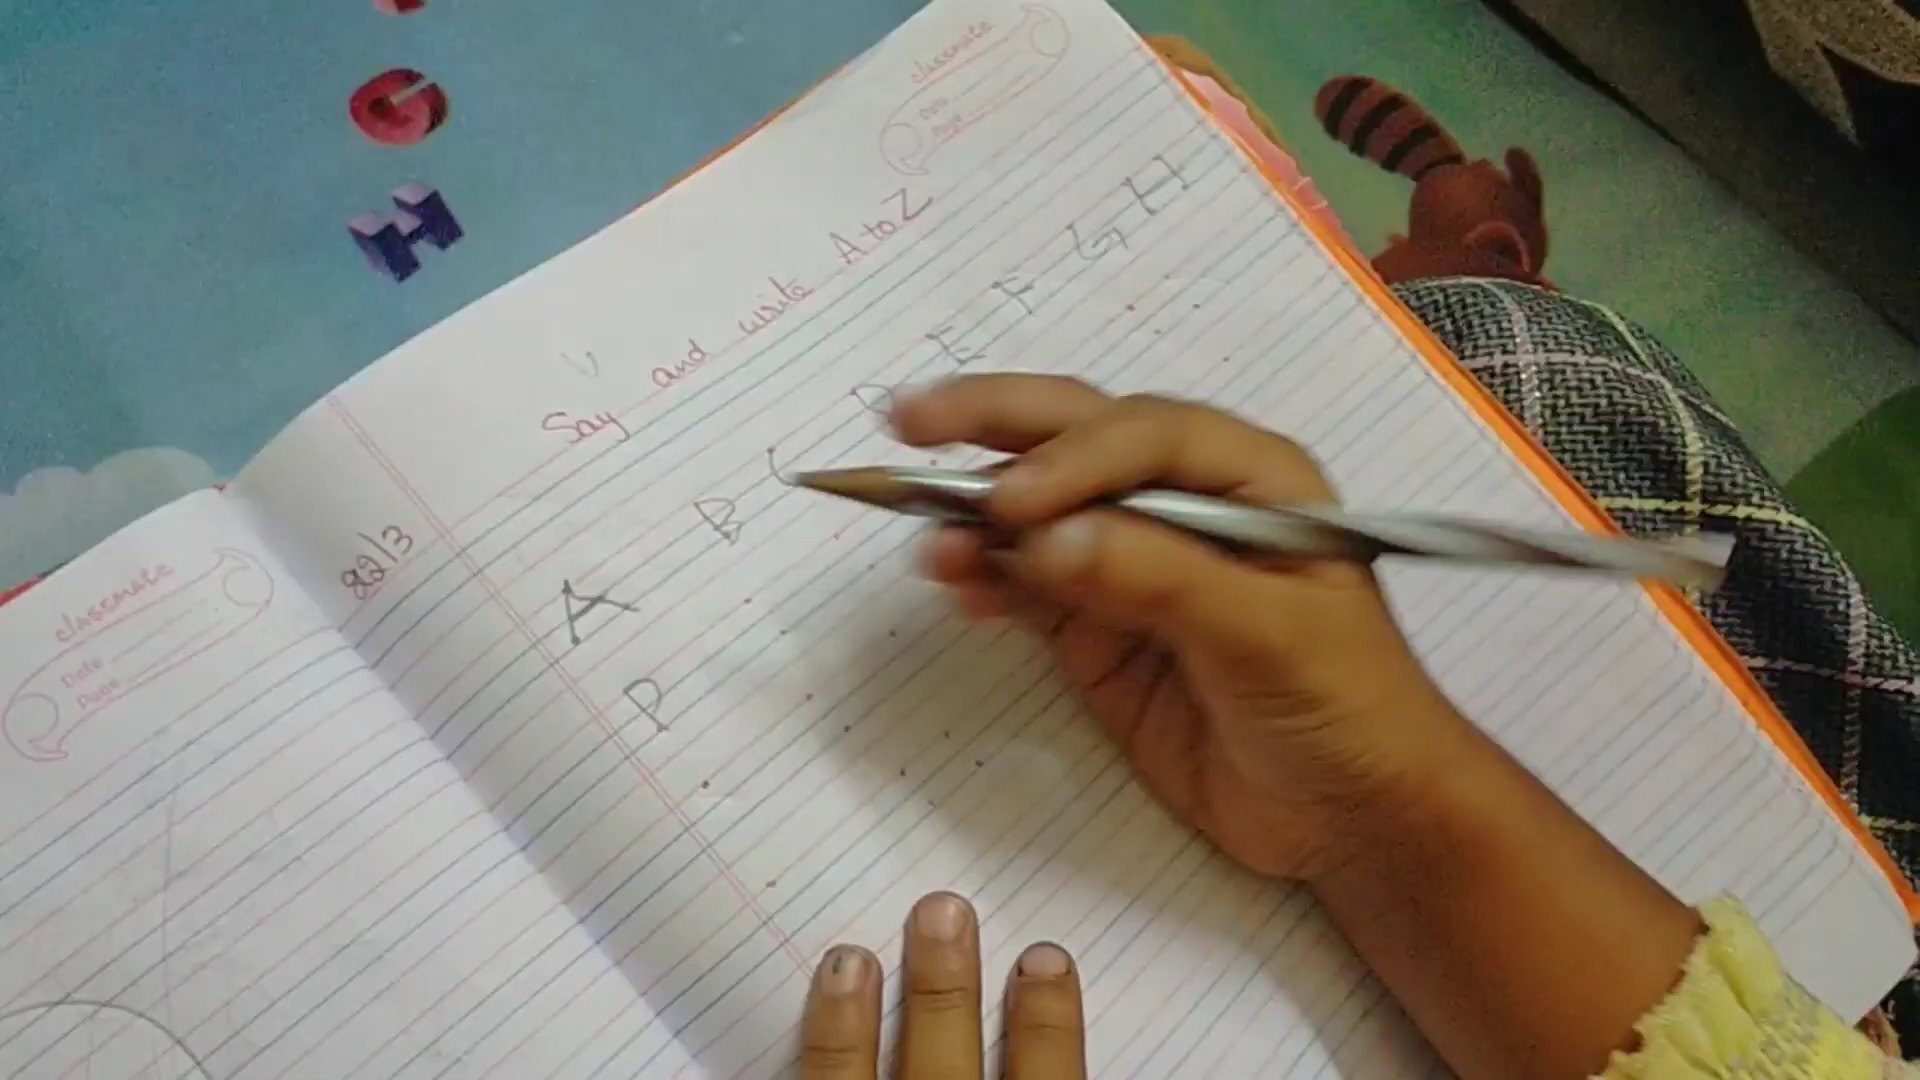 G
H
classmate
Date
Page
Say and write A to Z
22/3
A B C D E F G H
P
classmate
Date
Page